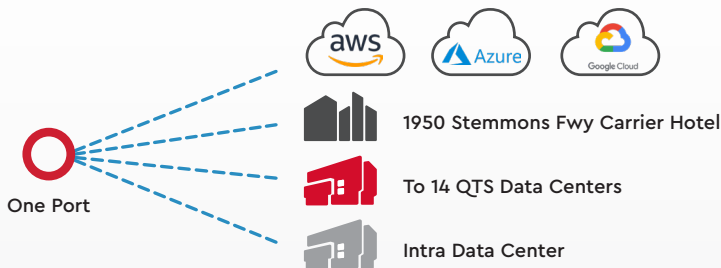 aws
Azure
Google Cloud
1950 Stemmons Fwy Carrier Hotel
To 14 QTS Data Centers
One Port
Intra Data Center